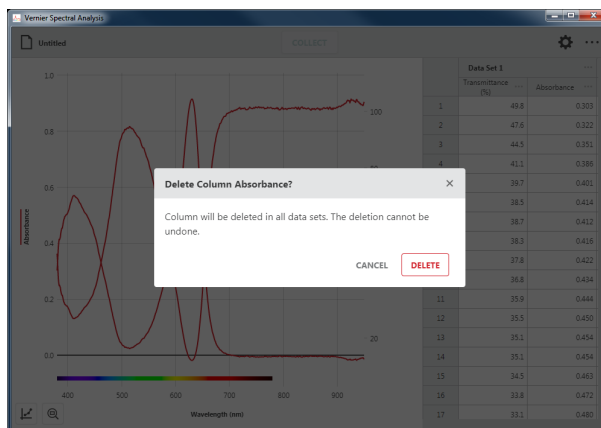 Vernier Spectral Analysis
Untitled
COLLECT
Data Set 1
Transmittance (%)
Absorbance
1 49.8 0.303
2 47.6 0.322
3 44.5 0.351
4 41.1 0.386
39.7 0.401
38.5 0.414
38.7 0.412
38.3 0.416
37.8 0.422
36.8 0.434
11 35.9 0.444
12 35.5 0.450
13 35.1 0.454
14 35.1 0.454
15 34.5 0.463
16 33.8 0.472
17 33.1 0.480
1.0
0.8
0.6
0.4
0.2
0.0
Absorbance
100
20
400 500 600 700 800 900
Wavelength (nm)
Delete Column Absorbance?
Column will be deleted in all data sets. The deletion cannot be
undone.
CANCEL DELETE